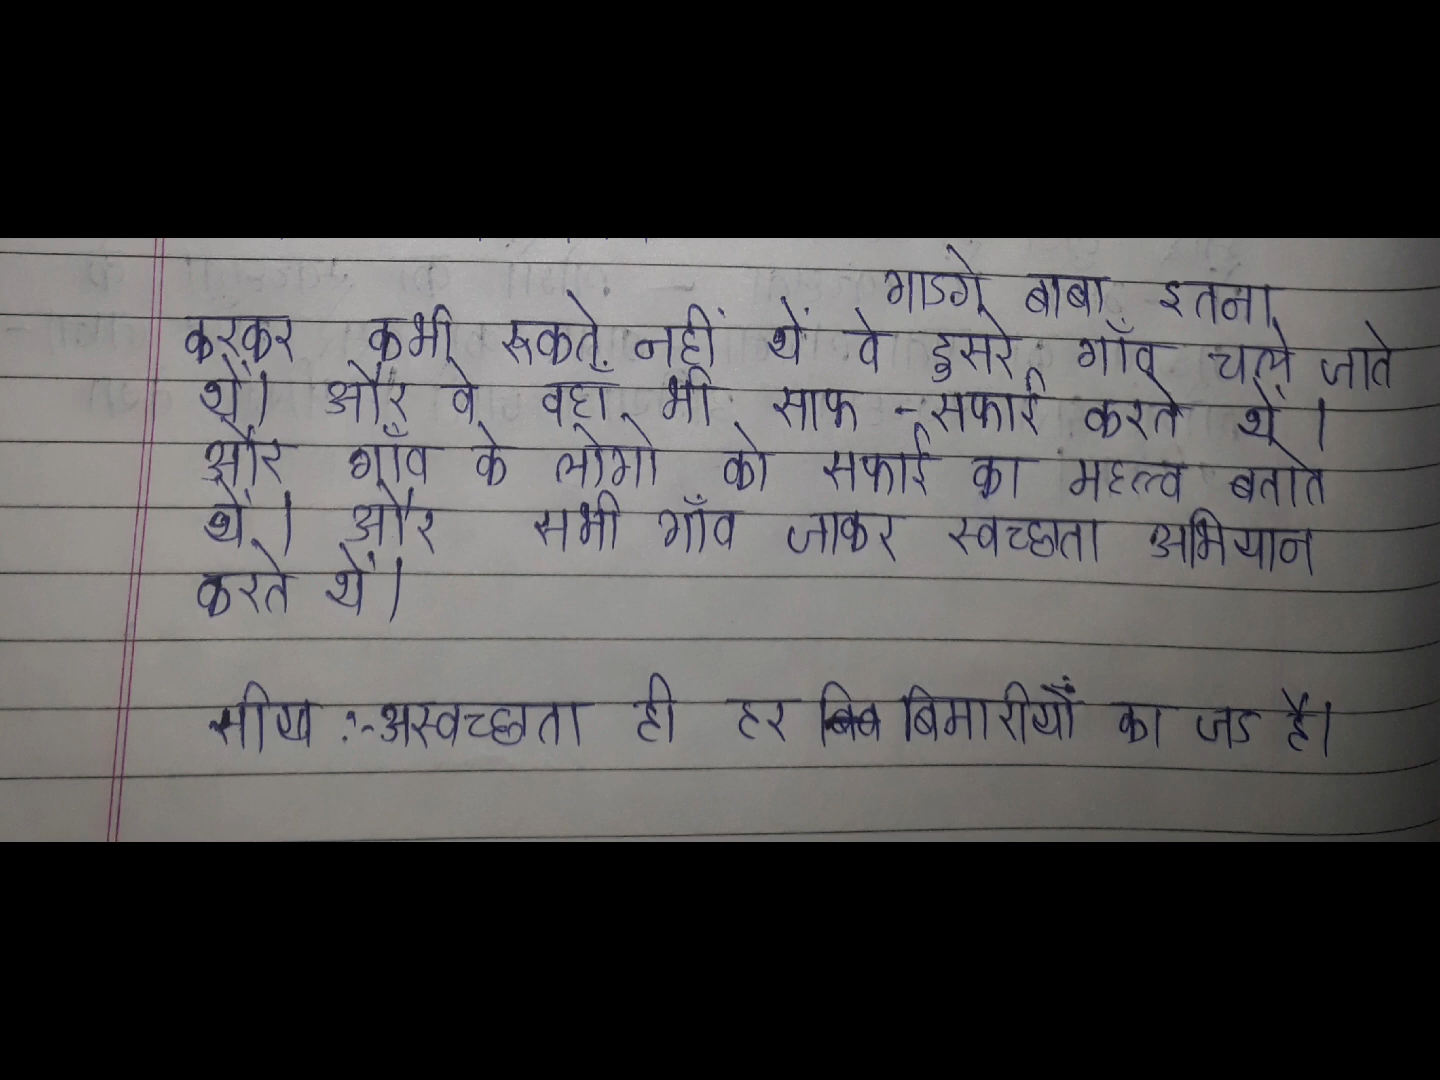 गाडगे बाबा इतना
करकर कभी रूकते नहीं थें वे दुसरे गाँव चले जाते
थें। और वे वहाँ भी साफ - सफाई करते थें।
और गाँव के लोगो को सफाई का महत्त्व बताते
थें। और सभी गाँव जाकर स्वच्छता अभियान
करते थें।
सीख :- अस्वच्छता ही हर बिमारीयोँ का जड है।